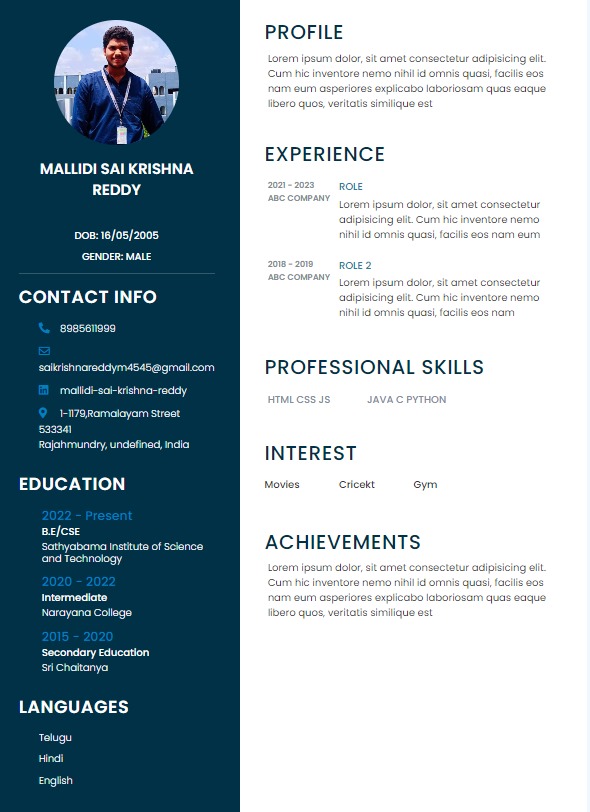 MALLIDI SAI KRISHNA
REDDY
DOB: 16/05/2005
GENDER: MALE
CONTACT INFO
8985611999
saikrishnareddym4545@gmail.com
mallidi-sai-krishna-reddy
1-1179,Ramalayam Street
533341
Rajahmundry, undefined, India
EDUCATION
2022 - Present
B.E/CSE
Sathyabama Institute of Science
and Technology
2020 - 2022
Intermediate
Narayana College
2015 - 2020
Secondary Education
Sri Chaitanya
LANGUAGES
Telugu
Hindi
English
PROFILE
Lorem ipsum dolor, sit amet consectetur adipisicing elit.
Cum hic inventore nemo nihil id omnis quasi, facilis eos
nam eum asperiores explicabo laboriosam quas eaque
libero quos, veritatis similique est
EXPERIENCE
2021 - 2023
ABC COMPANY
ROLE
Lorem ipsum dolor, sit amet consectetur
adipisicing elit. Cum hic inventore nemo
nihil id omnis quasi, facilis eos nam eum
2018 - 2019
ABC COMPANY
ROLE 2
Lorem ipsum dolor, sit amet consectetur
adipisicing elit. Cum hic inventore nemo
nihil id omnis quasi, facilis eos nam
PROFESSIONAL SKILLS
HTML CSS JS JAVA C PYTHON
INTEREST
Movies Cricekt Gym
ACHIEVEMENTS
Lorem ipsum dolor, sit amet consectetur adipisicing elit.
Cum hic inventore nemo nihil id omnis quasi, facilis eos
nam eum asperiores explicabo laboriosam quas eaque
libero quos, veritatis similique est